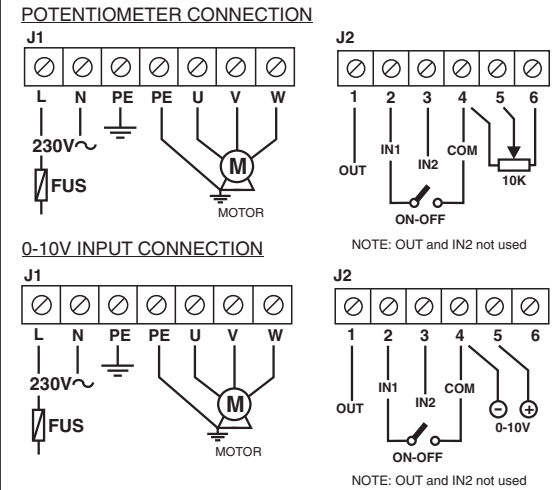 POTENTIOMETER CONNECTION
J1
L N PE PE U V W
230V~
FUS
M
MOTOR
J2
1 2 3 4 5 6
OUT
IN1
IN2
COM
10K
ON-OFF
NOTE: OUT and IN2 not used
0-10V INPUT CONNECTION
J1
L N PE PE U V W
230V~
FUS
M
MOTOR
J2
1 2 3 4 5 6
OUT
IN1
IN2
COM
- +
0-10V
ON-OFF
NOTE: OUT and IN2 not used